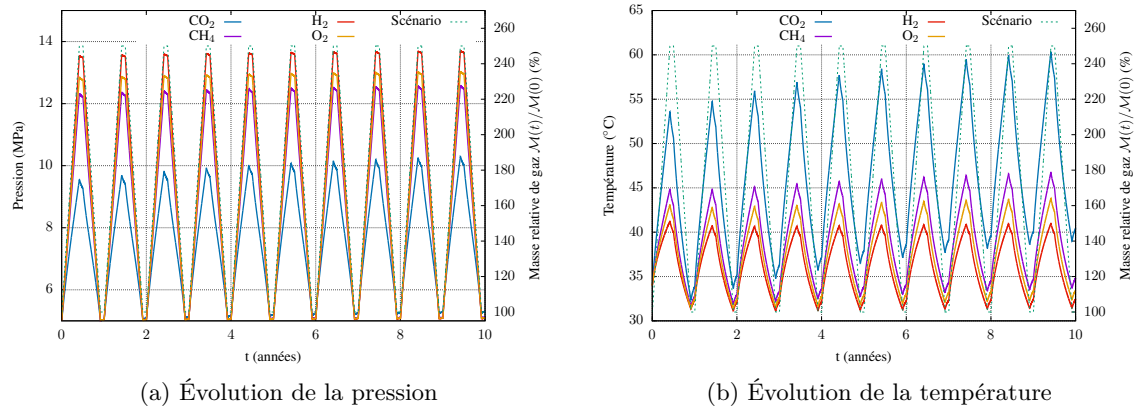 CO₂ H₂ Scénario
CH₄ O₂
14
12
10
8
6
Pression (MPa)
260
240
220
200
180
160
140
120
100
Masse relative de gaz ℳ(t)/ℳ(0) (%)
0 2 4 6 8 10
t (années)
(a) Évolution de la pression
CO₂ H₂ Scénario
CH₄ O₂
65
60
55
50
45
40
35
30
Température (°C)
260
240
220
200
180
160
140
120
100
Masse relative de gaz ℳ(t)/ℳ(0) (%)
0 2 4 6 8 10
t (années)
(b) Évolution de la température